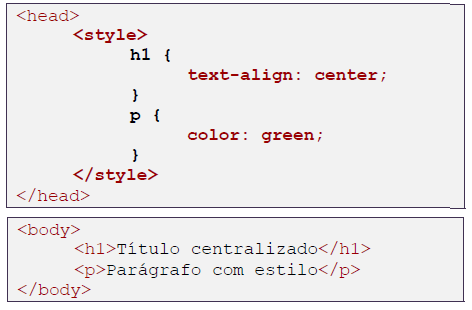 <head>
<style>
h1 {
text-align: center;
}
p {
color: green;
}
</style>
</head>
<body>
<h1>Título centralizado</h1>
<p>Parágrafo com estilo</p>
</body>